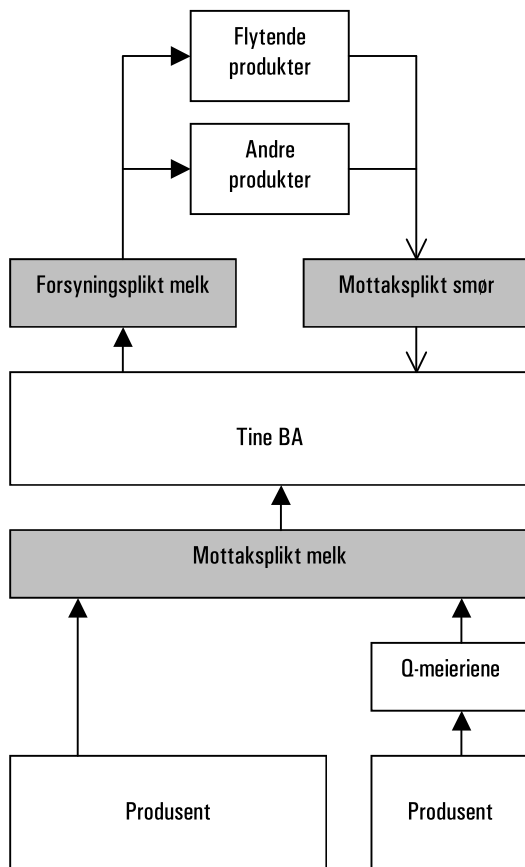 Flytende
produkter
Andre
produkter
Forsyningsplikt melk
Mottaksplikt smør
Tine BA
Mottaksplikt melk
Q-meieriene
Produsent
Produsent